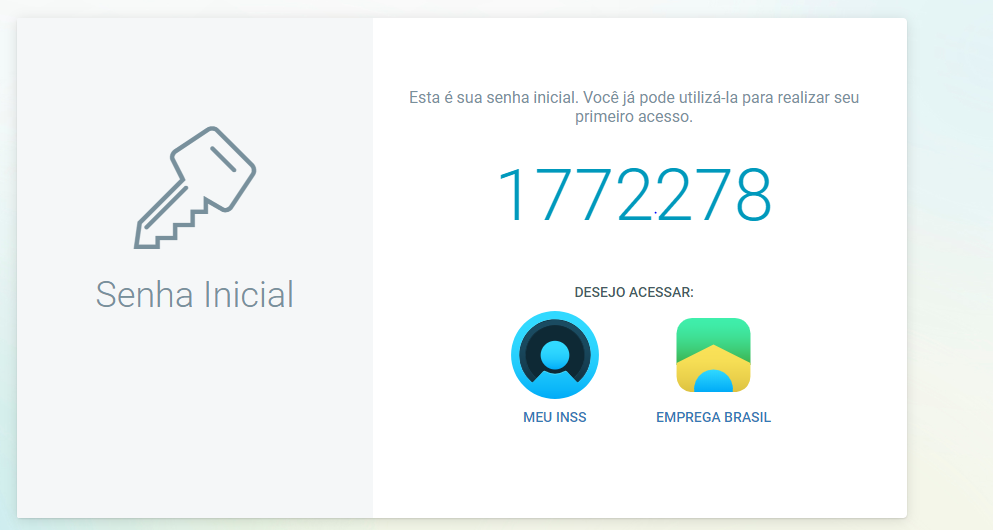 Esta é sua senha inicial. Você já pode utilizá-la para realizar seu
primeiro acesso.
1772278
Senha Inicial
DESEJO ACESSAR:
MEU INSS
EMPREGA BRASIL